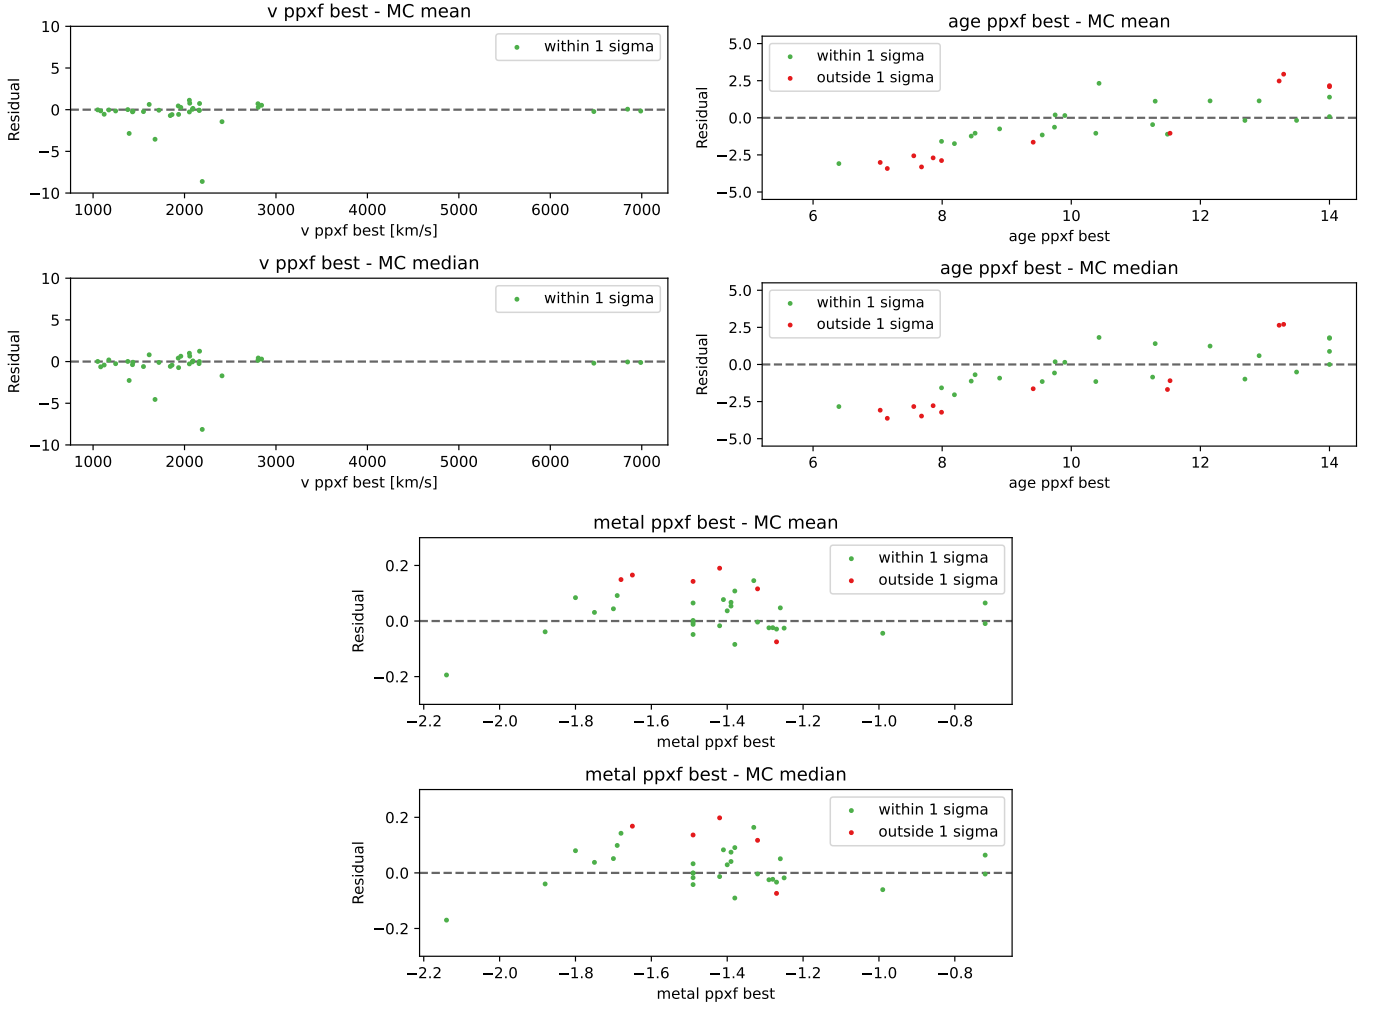 v ppxf best - MC mean
10
5
0
−5
−10
Residual
within 1 sigma
1000 2000 3000 4000 5000 6000 7000
v ppxf best [km/s]
v ppxf best - MC median
10
5
0
−5
−10
Residual
within 1 sigma
1000 2000 3000 4000 5000 6000 7000
v ppxf best [km/s]
age ppxf best - MC mean
5.0
2.5
0.0
−2.5
−5.0
Residual
within 1 sigma
outside 1 sigma
6 8 10 12 14
age ppxf best
age ppxf best - MC median
5.0
2.5
0.0
−2.5
−5.0
Residual
within 1 sigma
outside 1 sigma
6 8 10 12 14
age ppxf best
metal ppxf best - MC mean
0.2
0.0
−0.2
Residual
within 1 sigma
outside 1 sigma
−2.2 −2.0 −1.8 −1.6 −1.4 −1.2 −1.0 −0.8
metal ppxf best
metal ppxf best - MC median
0.2
0.0
−0.2
Residual
within 1 sigma
outside 1 sigma
−2.2 −2.0 −1.8 −1.6 −1.4 −1.2 −1.0 −0.8
metal ppxf best